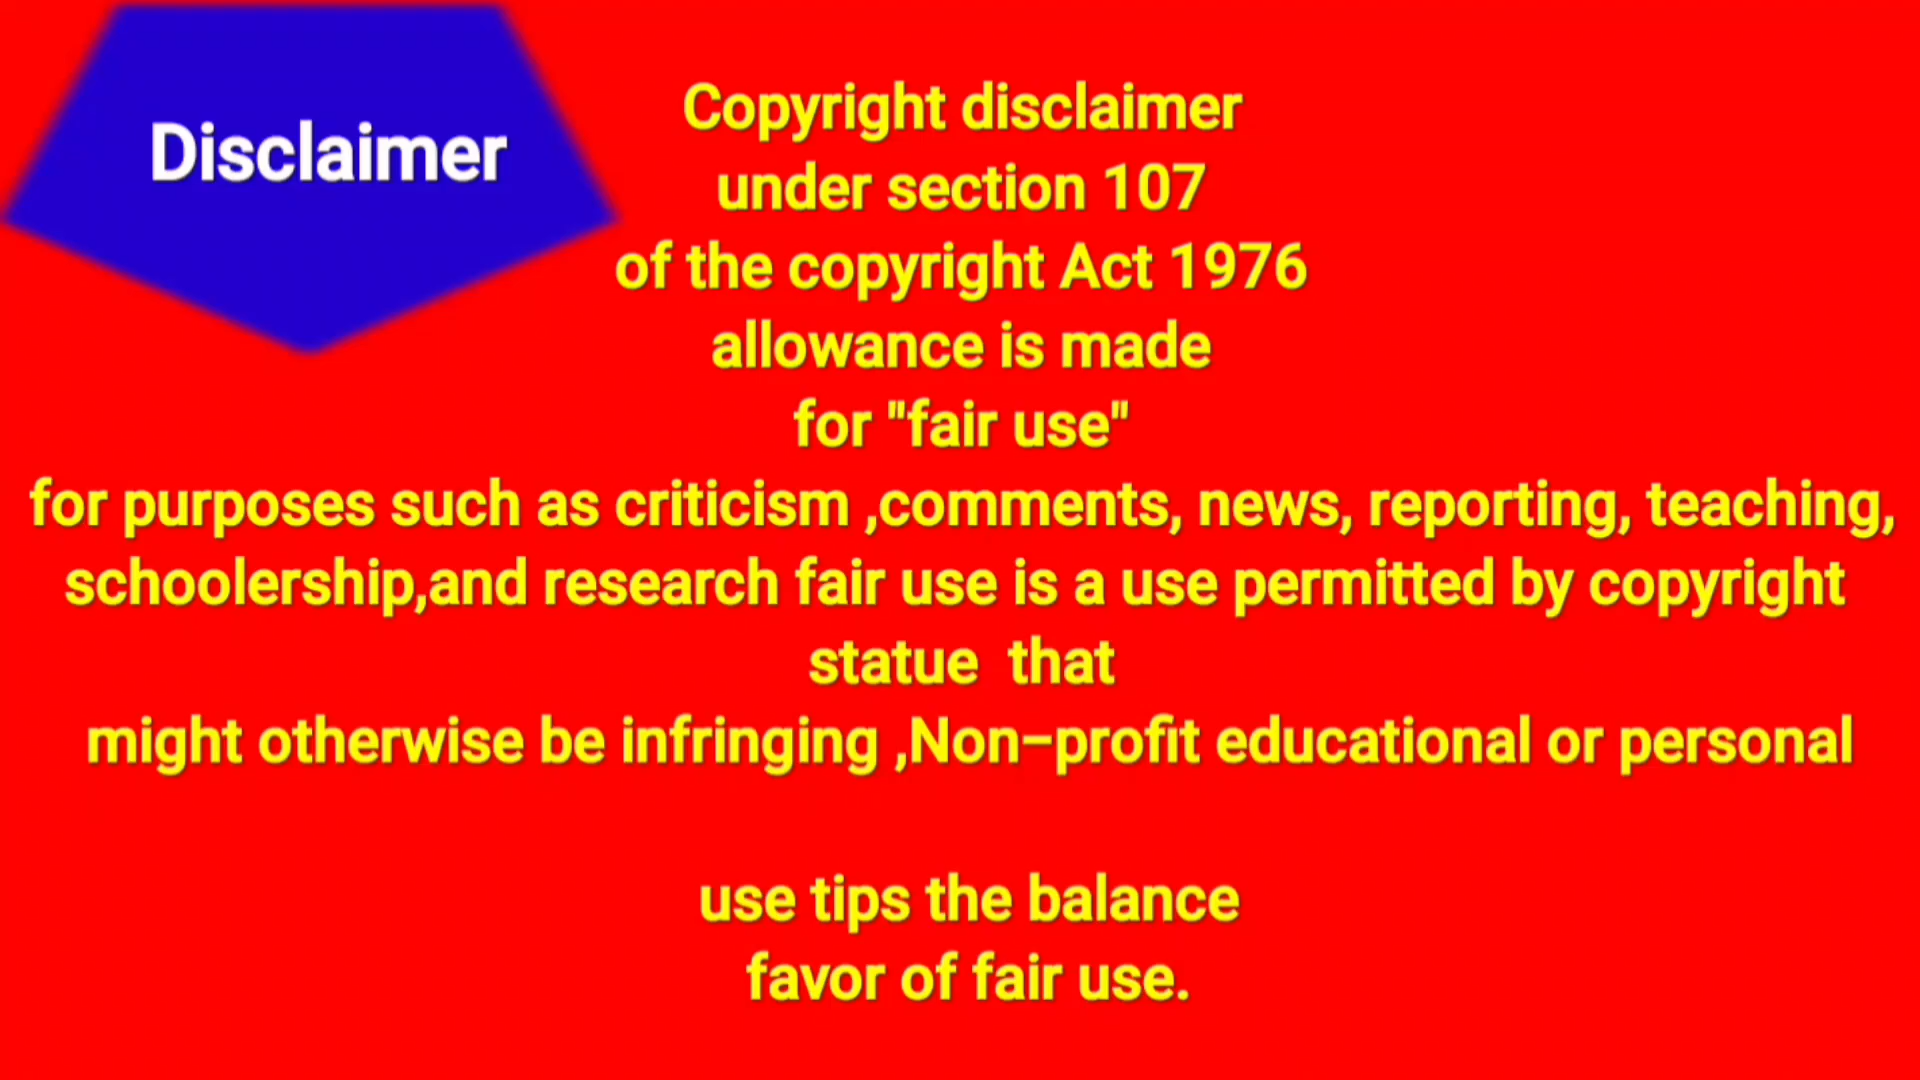 Disclaimer
Copyright disclaimer
under section 107
of the copyright Act 1976
allowance is made
for "fair use"
for purposes such as criticism ,comments, news, reporting, teaching,
schoolership,and research fair use is a use permitted by copyright
statue  that
might otherwise be infringing ,Non–profit educational or personal
use tips the balance
favor of fair use.